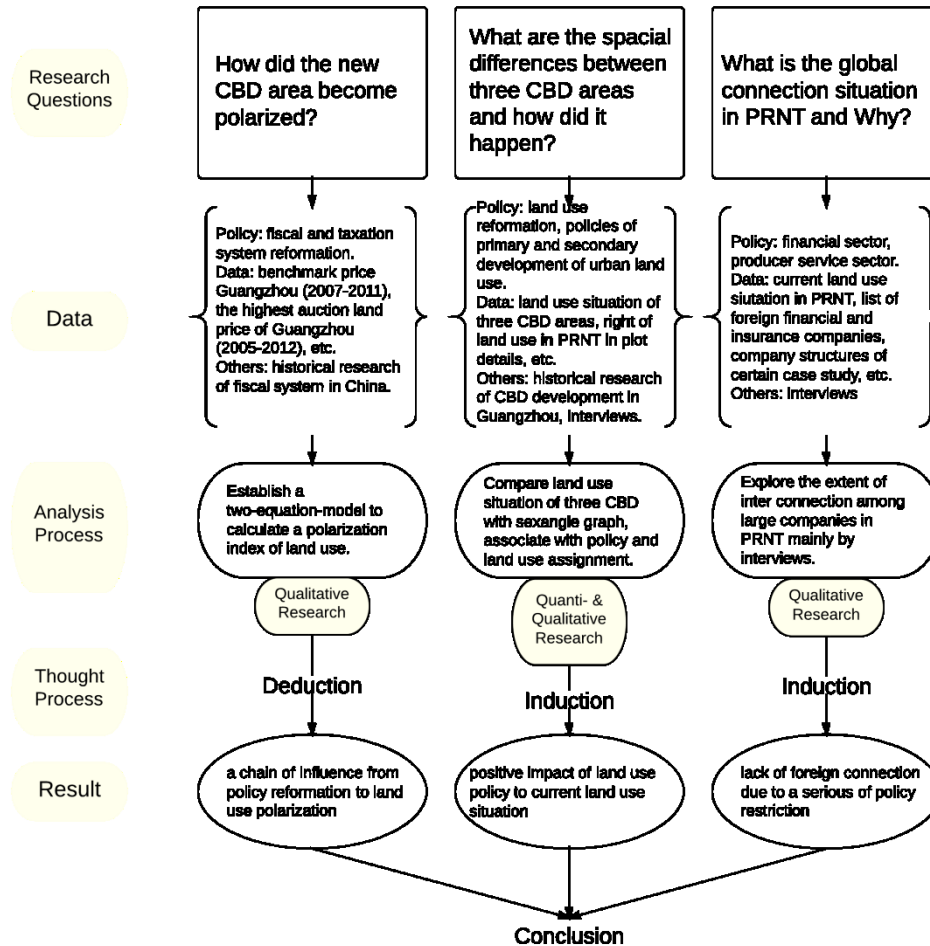 Research
Questions
How did the new
CBD area become
polarized?
What are the spacial
differences between
three CBD areas
and how did it
happen?
What is the global
connection situation
in PRNT and Why?
Data
Policy: fiscal and taxation
system reformation.
Data: benchmark price
Guangzhou (2007-2011),
the highest auction land
price of Guangzhou
(2005-2012), etc.
Others: historical research
of fiscal system in China.
Policy: land use
reformation, policies of
primary and secondary
development of urban land
use.
Data: land use situation of
three CBD areas, right of
land use in PRNT in plot
details, etc.
Others: historical research
of CBD development in
Guangzhou, interviews.
Policy: financial sector,
producer service sector.
Data: current land use
siutation in PRNT, list of
foreign financial and
insurance companies,
company structures of
certain case study, etc.
Others: interviews
Analysis
Process
Establish a
two-equation-model to
calculate a polarization
index of land use.
Compare land use
situation of three CBD
with sexangle graph,
associate with policy and
land use assignment.
Explore the extent of
inter connection among
large companies in
PRNT mainly by
interviews.
Qualitative
Research
Quanti- &
Qualitative
Research
Qualitative
Research
Thought
Process
Deduction
Induction
Induction
Result
a chain of influence from
policy reformation to land
use polarization
positive impact of land use
policy to current land use
situation
lack of foreign connection
due to a serious of policy
restriction
Conclusion